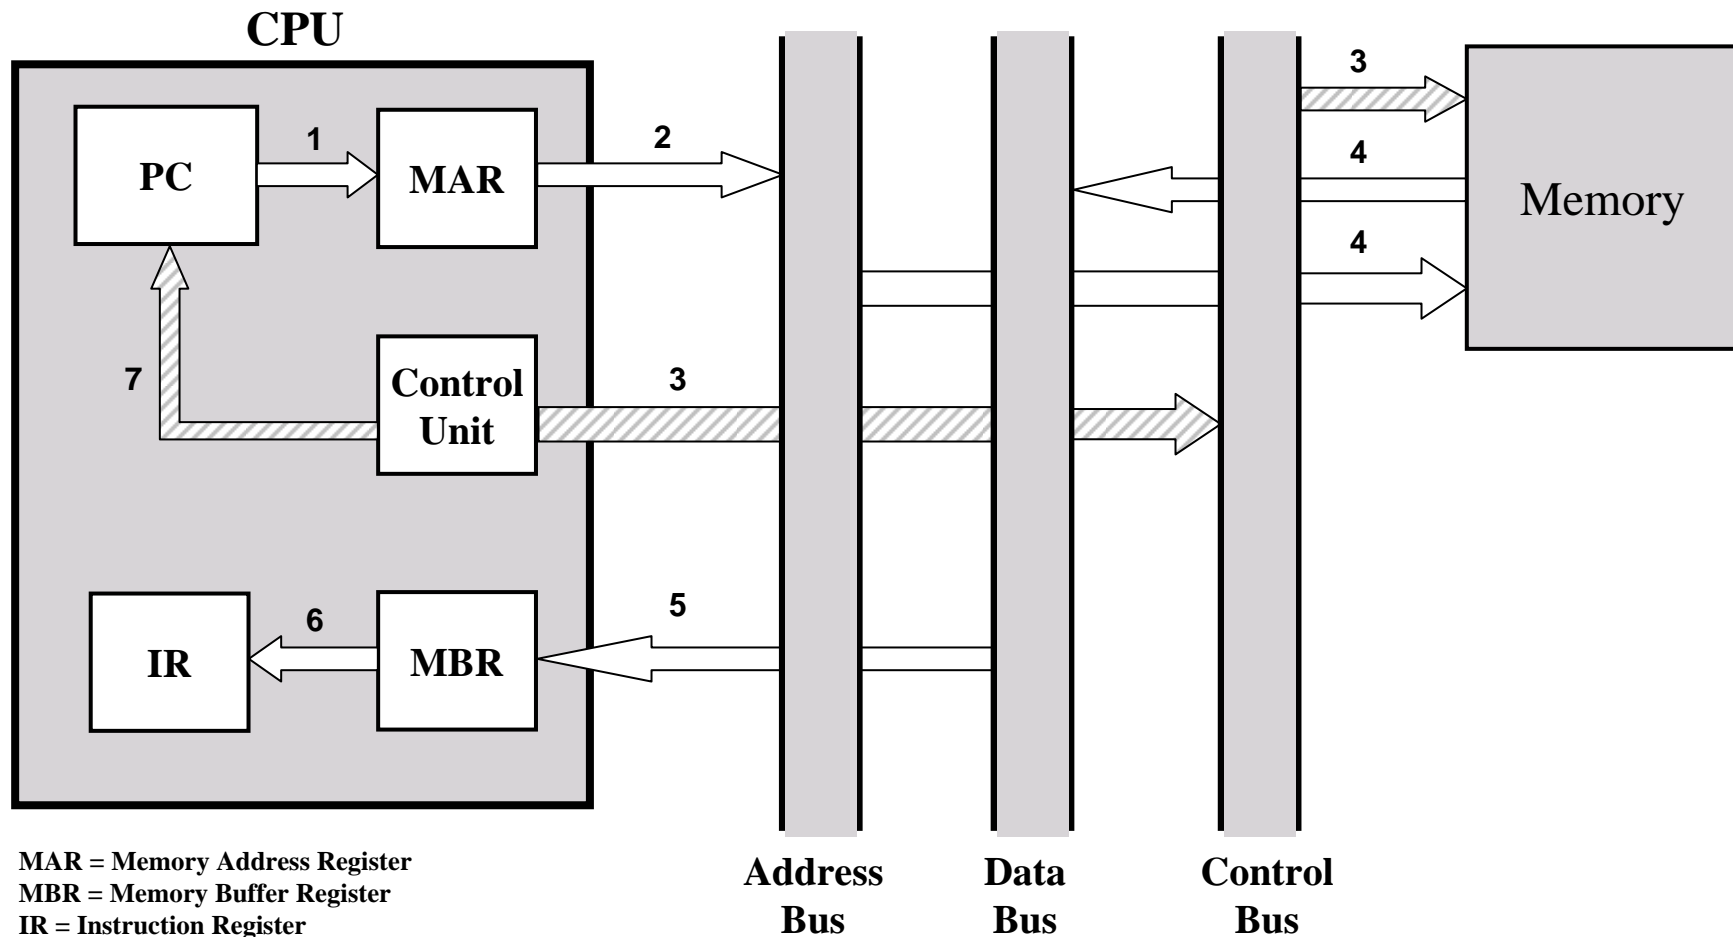 CPU
PC
1
MAR
2
3
4
4
Memory
7
Control
Unit
3
IR
6
MBR
5
MAR = Memory Address Register
MBR = Memory Buffer Register
IR = Instruction Register
Address
Bus
Data
Bus
Control
Bus